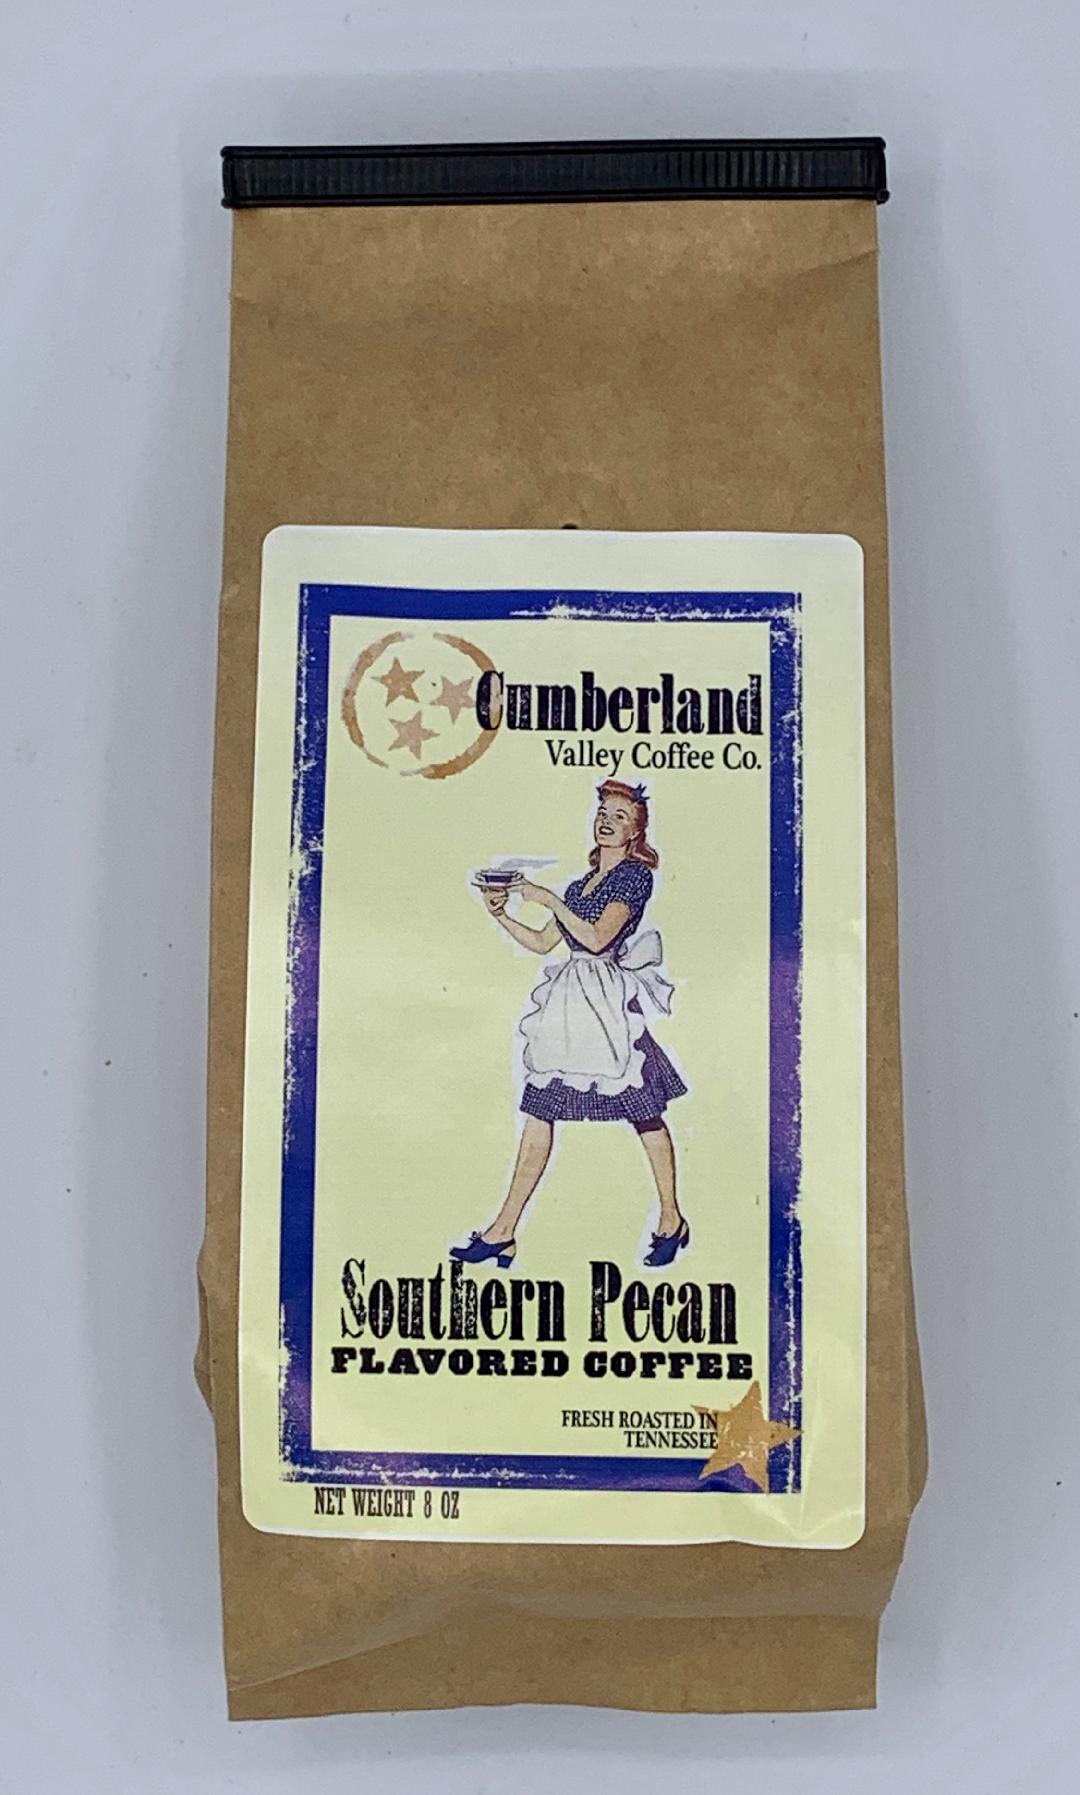 Cumberland
Valley Coffee Co.
Southern Pecan
FLAVORED COFFEE
FRESH ROASTED IN
TENNESSEE
NET WEIGHT 8 OZ